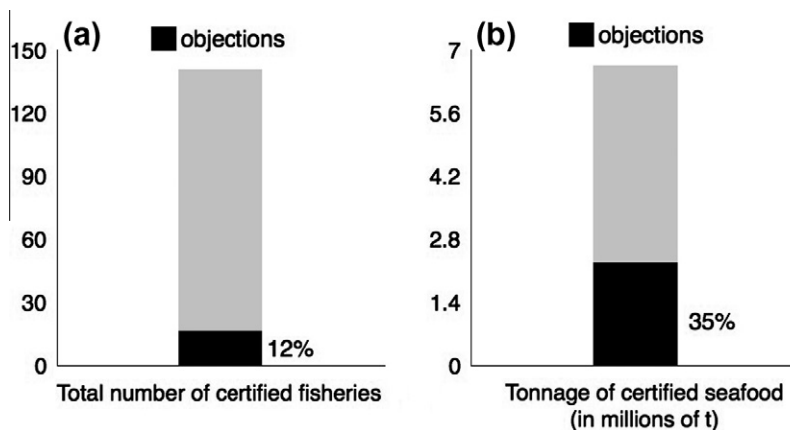 (a)
objections
150
120
90
60
30
0
12%
Total number of certified fisheries
(b)
objections
7
5.6
4.2
2.8
1.4
0
35%
Tonnage of certified seafood
(in millions of t)